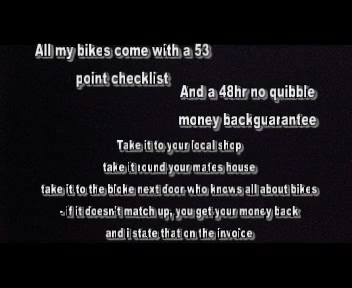 All my bikes come with a 53
point checklist
And a 48hr no quibble
money backguarantee
Take it to your local shop
take it round your mates house
take it to the bloke next door who knows all about bikes
- if it doesn't match up, you get your money back
and i state that on the invoice